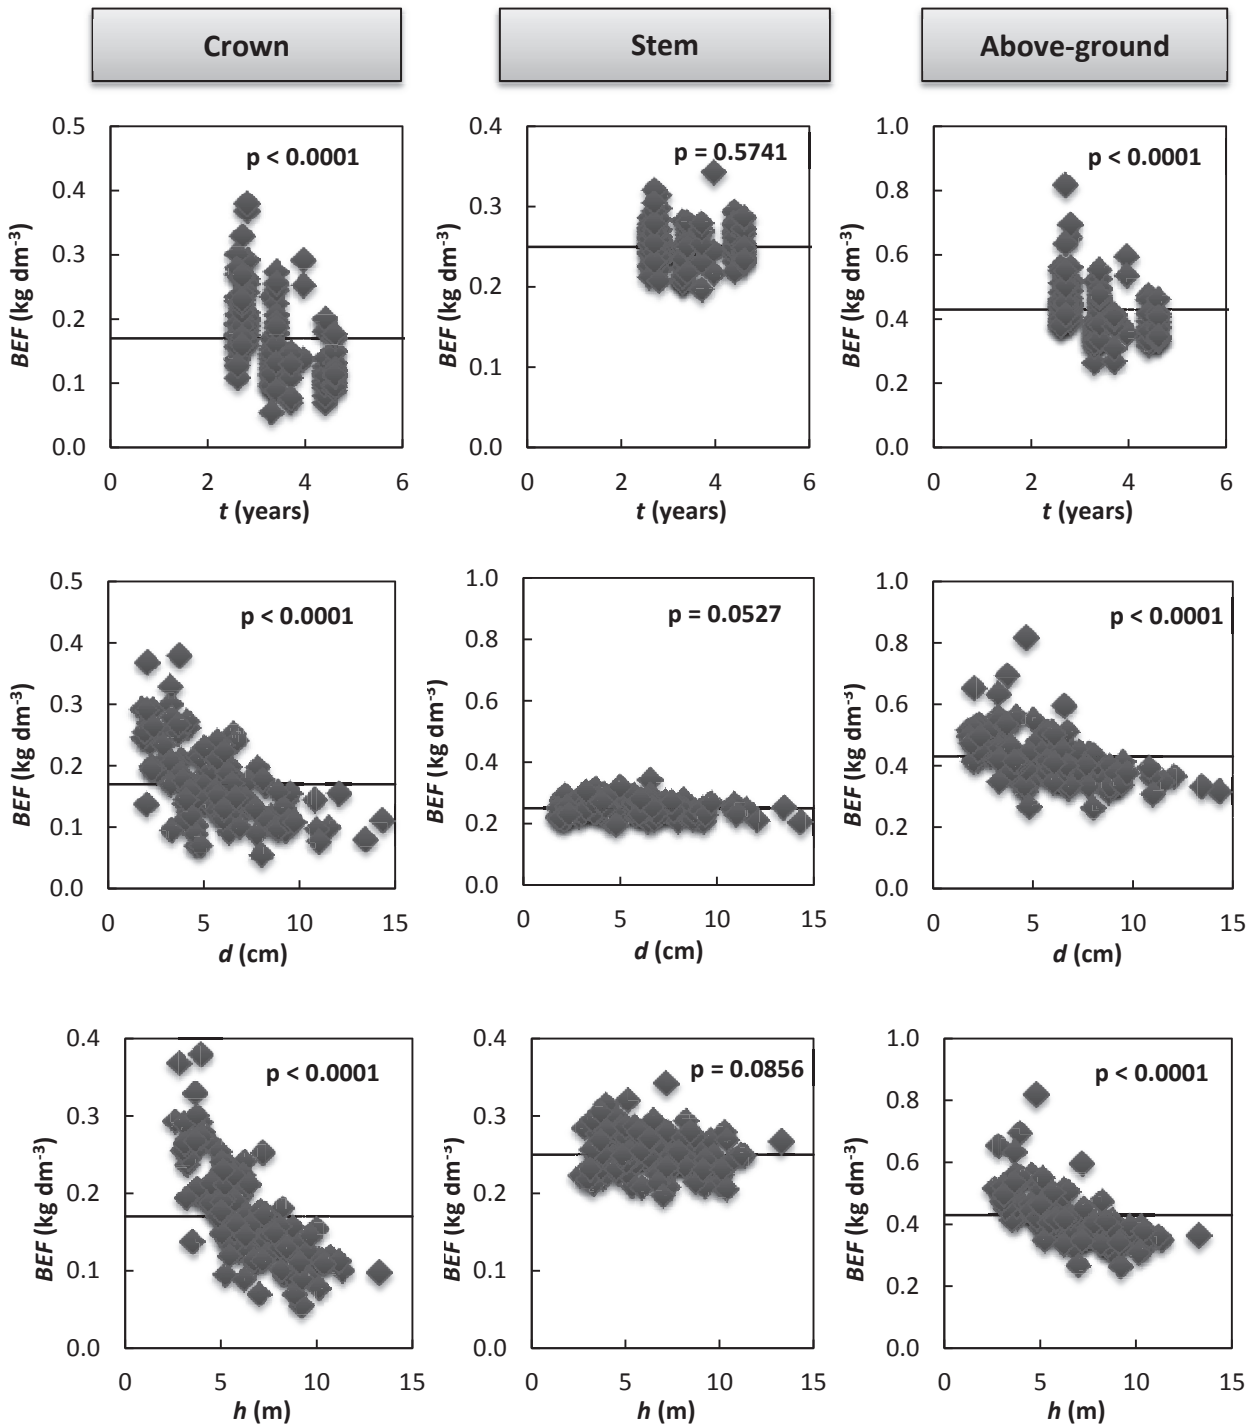 Crown Stem Above-ground
0.5 0.4 1.0
p < 0.0001 p = 0.5741 p < 0.0001
0.4 0.8
0.3
0.3 0.6
0.2
0.2 0.4
0.1
0.1 0.2
0.0 0.0 0.0
BEF (kg dm-3) BEF (kg dm-3) BEF (kg dm-3)
0 2 4 6 0 2 4 6 0 2 4 6
t (years) t (years) t (years)
0.5 1.0 1.0
p < 0.0001 p = 0.0527 p < 0.0001
0.4 0.8 0.8
0.3 0.6 0.6
0.2 0.4 0.4
0.1 0.2 0.2
0.0 0.0 0.0
BEF (kg dm-3) BEF (kg dm-3) BEF (kg dm-3)
0 5 10 15 0 5 10 15 0 5 10 15
d (cm) d (cm) d (cm)
0.4 0.4 1.0
p < 0.0001 p = 0.0856 p < 0.0001
0.8
0.3 0.3
0.6
0.2 0.2
0.4
0.1 0.1
0.2
0.0 0.0 0.0
BEF (kg dm-3) BEF (kg dm-3) BEF (kg dm-3)
0 5 10 15 0 5 10 15 0 5 10 15
h (m) h (m) h (m)